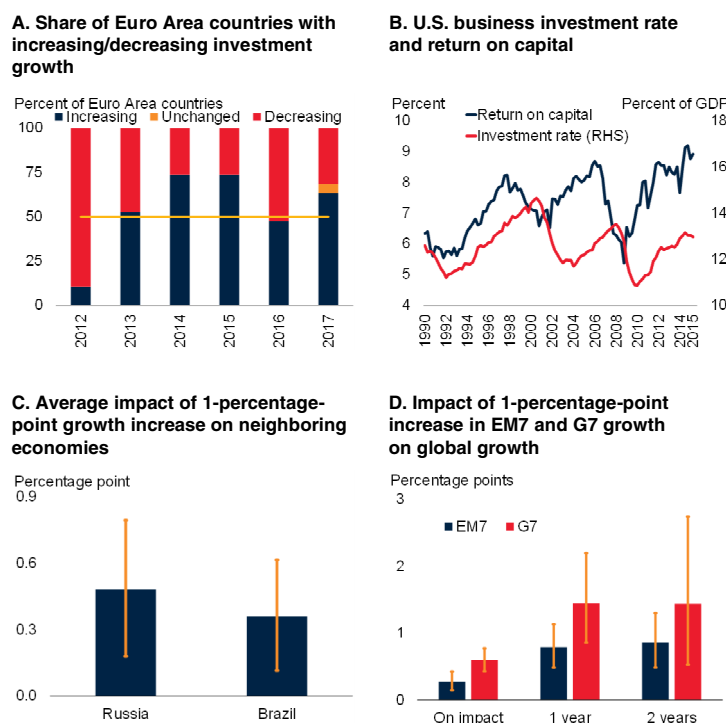 A. Share of Euro Area countries with
increasing/decreasing investment
growth
Percent of Euro Area countries
Increasing Unchanged Decreasing
100
75
50
25
0
2012 2013 2014 2015 2016 2017
B. U.S. business investment rate
and return on capital
Percent Percent of GDP
Return on capital
Investment rate (RHS)
10 18
9 16
8
7 14
6 12
5
4 10
1990 1992 1994 1996 1998 2000 2002 2004 2006 2008 2010 2012 2014 2015
C. Average impact of 1-percentage-
point growth increase on neighboring
economies
Percentage point
0.9
0.6
0.3
0.0
Russia Brazil
D. Impact of 1-percentage-point
increase in EM7 and G7 growth
on global growth
Percentage points
3
EM7 G7
2
1
0
On impact 1 year 2 years